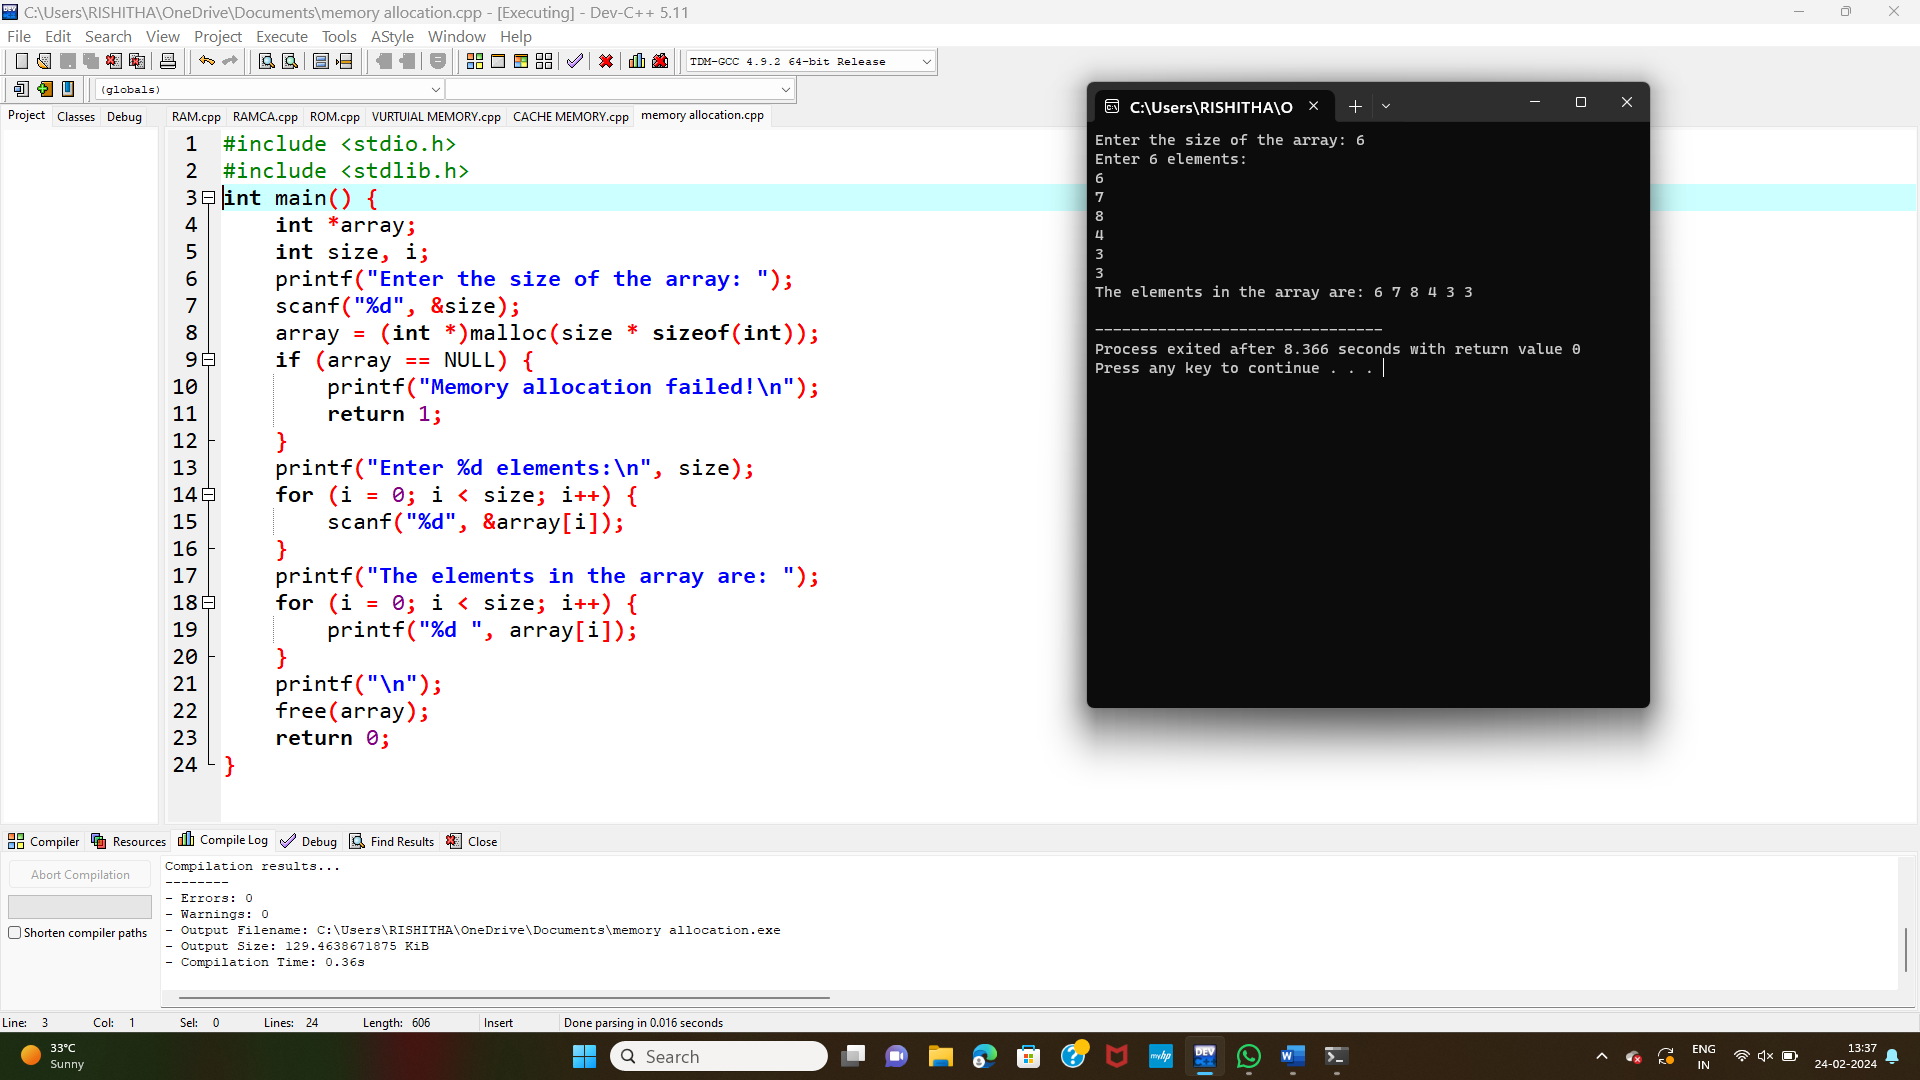 C:\Users\RISHITHA\OneDrive\Documents\memory allocation.cpp - [Executing] - Dev-C++ 5.11
File Edit Search View Project Execute Tools AStyle Window Help
TDM-GCC 4.9.2 64-bit Release
(globals)
Project Classes Debug
RAM.cpp RAMCA.cpp ROM.cpp VURTUIAL MEMORY.cpp CACHE MEMORY.cpp memory allocation.cpp
1 #include <stdio.h>
2 #include <stdlib.h>
3 int main() {
4 int *array;
5 int size, i;
6 printf("Enter the size of the array: ");
7 scanf("%d", &size);
8 array = (int *)malloc(size * sizeof(int));
9 if (array == NULL) {
10 printf("Memory allocation failed!\n");
11 return 1;
12 }
13 printf("Enter %d elements:\n", size);
14 for (i = 0; i < size; i++) {
15 scanf("%d", &array[i]);
16 }
17 printf("The elements in the array are: ");
18 for (i = 0; i < size; i++) {
19 printf("%d ", array[i]);
20 }
21 printf("\n");
22 free(array);
23 return 0;
24 }
C:\Users\RISHITHA\O
Enter the size of the array: 6
Enter 6 elements:
6
7
8
4
3
3
The elements in the array are: 6 7 8 4 3 3
--------------------------------
Process exited after 8.366 seconds with return value 0
Press any key to continue . . .
Compiler Resources Compile Log Debug Find Results Close
Abort Compilation
Shorten compiler paths
Compilation results...
--------
- Errors: 0
- Warnings: 0
- Output Filename: C:\Users\RISHITHA\OneDrive\Documents\memory allocation.exe
- Output Size: 129.4638671875 KiB
- Compilation Time: 0.36s
Line: 3 Col: 1 Sel: 0 Lines: 24 Length: 606 Insert Done parsing in 0.016 seconds
33°C
Sunny
Search
myhp
DEV
W
ENG
IN
13:37
24-02-2024